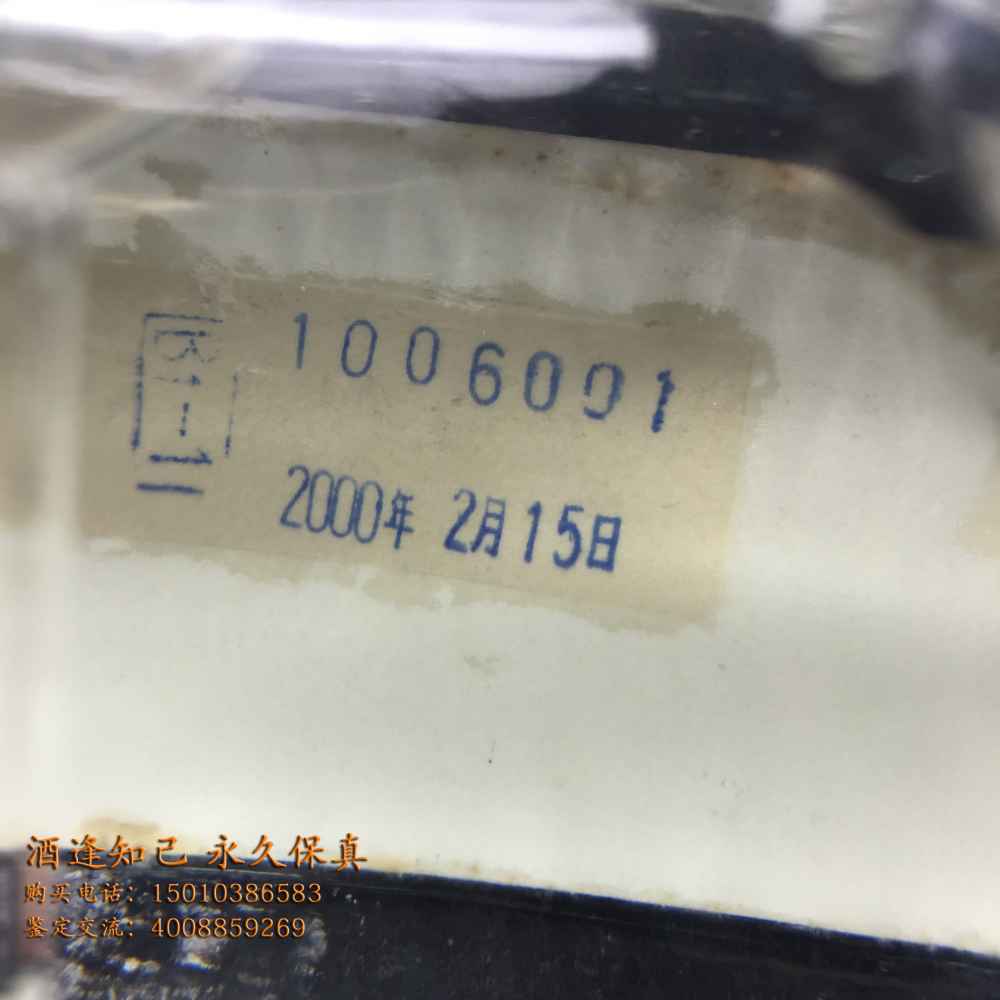 1006001
2000年 2月15日
酒逢知己 永久保真
购买电话：15010386583
鉴定交流：4008859269